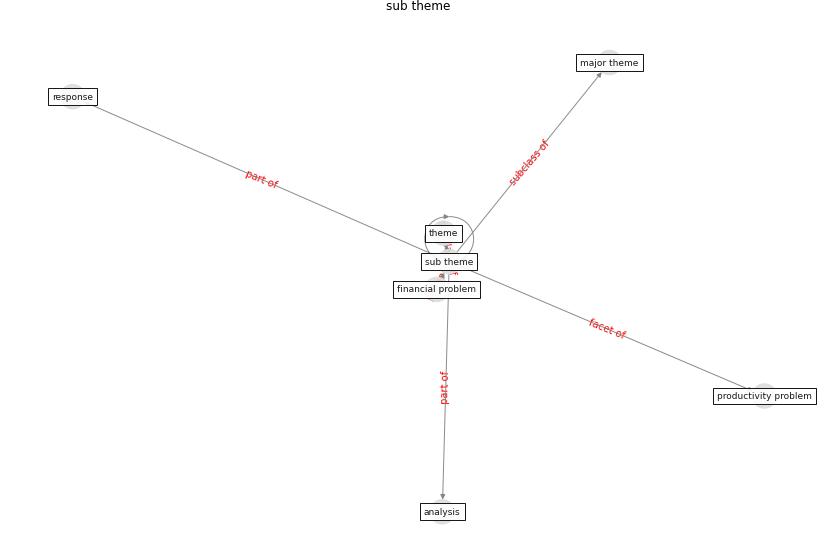 sub theme
major theme
response
subclass of
part of
theme
sub theme
financial problem
facet of
part of
productivity problem
analysis